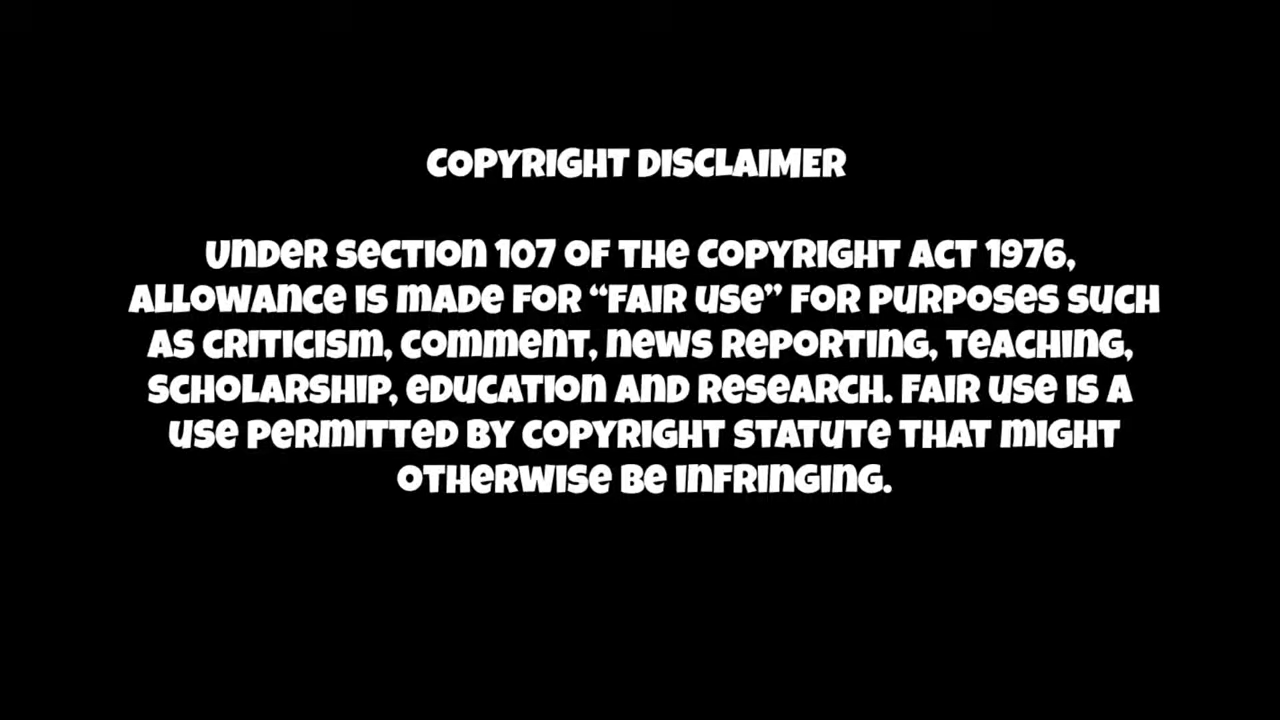 COPYRIGHT DISCLAIMER
UNDER SECTION 107 OF THE COPYRIGHT ACT 1976,
ALLOWANCE IS MADE FOR “FAIR USE” FOR PURPOSES SUCH
AS CRITICISM, COMMENT, NEWS REPORTING, TEACHING,
SCHOLARSHIP, EDUCATION AND RESEARCH. FAIR USE IS A
USE PERMITTED BY COPYRIGHT STATUTE THAT MIGHT
OTHERWISE BE INFRINGING.